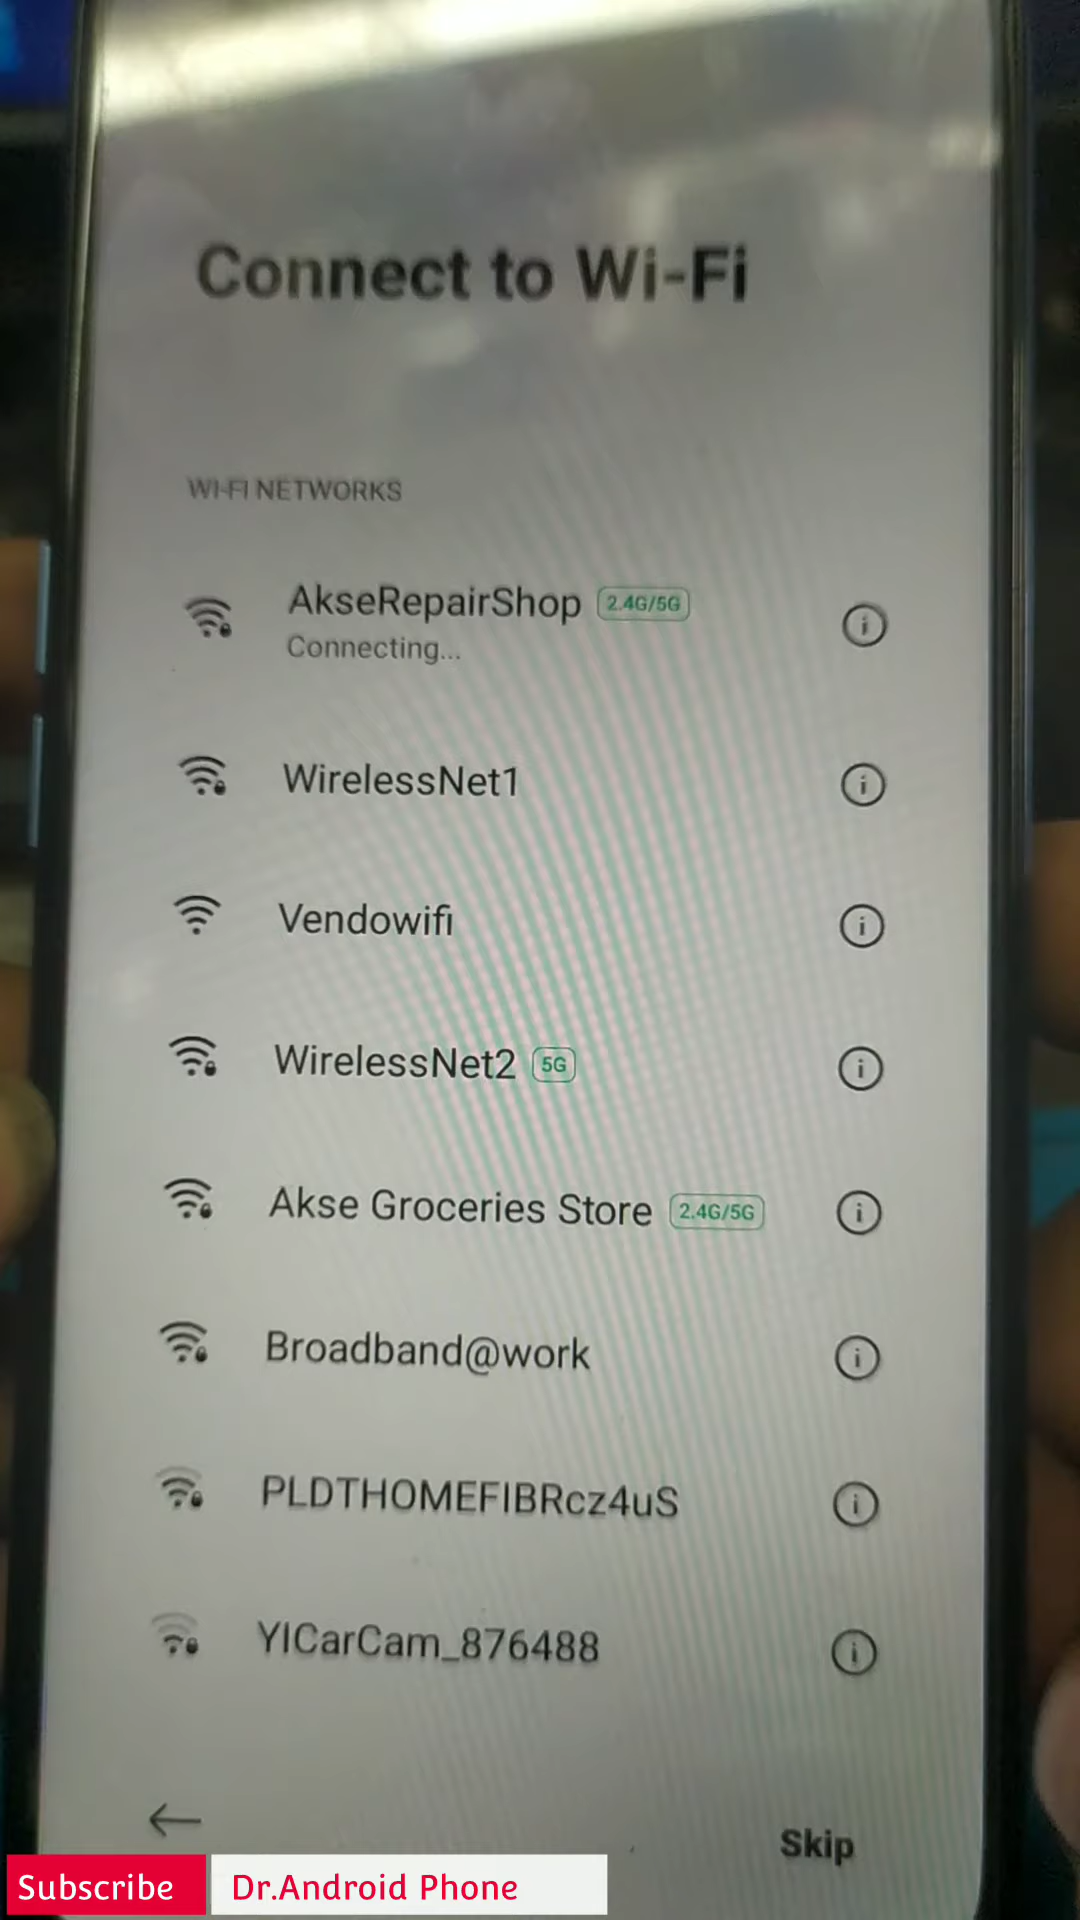 Connect to Wi-Fi
WI-FI NETWORKS
AkseRepairShop 2.4G/5G
Connecting...
WirelessNet1
Vendowifi
WirelessNet2 5G
Akse Groceries Store 2.4G/5G
Broadband@work
PLDTHOMEFIBRcz4uS
YICarCam_876488
Skip
Subscribe Dr.Android Phone